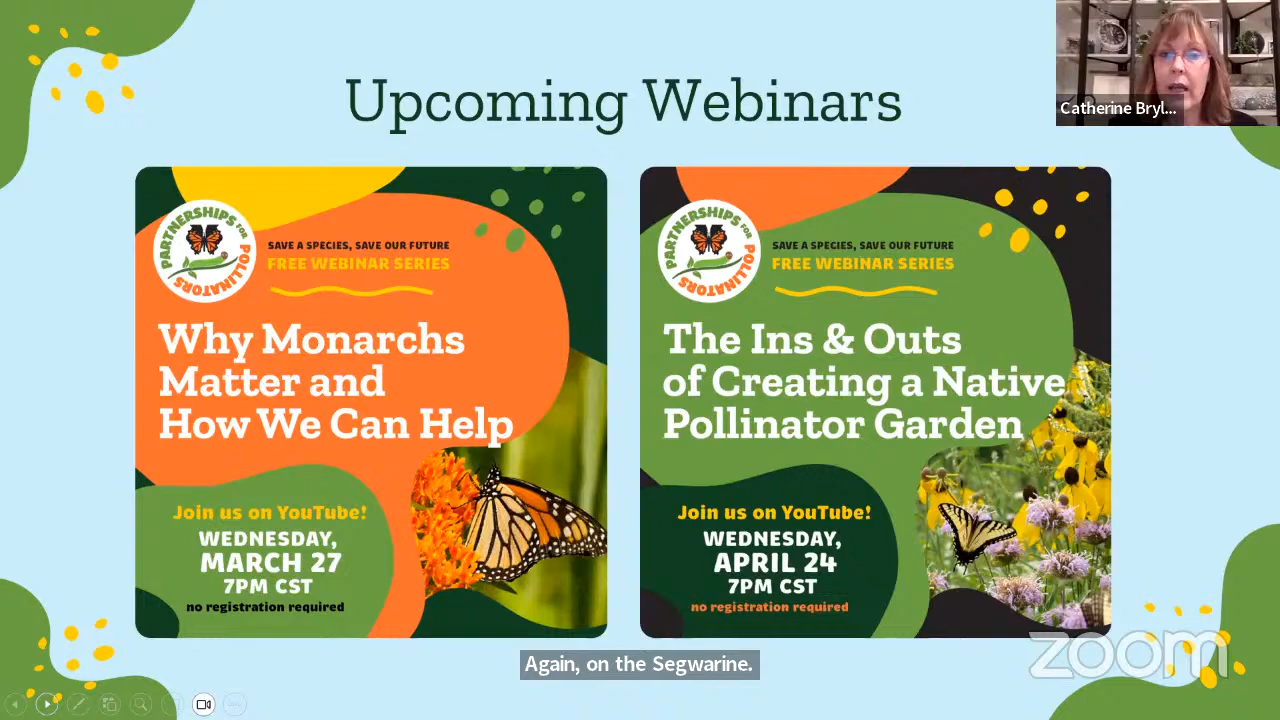 Upcoming Webinars
Catherine Bryl...
PARTNERSHIPS FOR POLLINATORS
SAVE A SPECIES, SAVE OUR FUTURE
FREE WEBINAR SERIES
Why Monarchs
Matter and
How We Can Help
Join us on YouTube!
WEDNESDAY,
MARCH 27
7PM CST
no registration required
PARTNERSHIPS FOR POLLINATORS
SAVE A SPECIES, SAVE OUR FUTURE
FREE WEBINAR SERIES
The Ins & Outs
of Creating a Native
Pollinator Garden
Join us on YouTube!
WEDNESDAY,
APRIL 24
7PM CST
no registration required
Again, on the Segwarine.
zoom